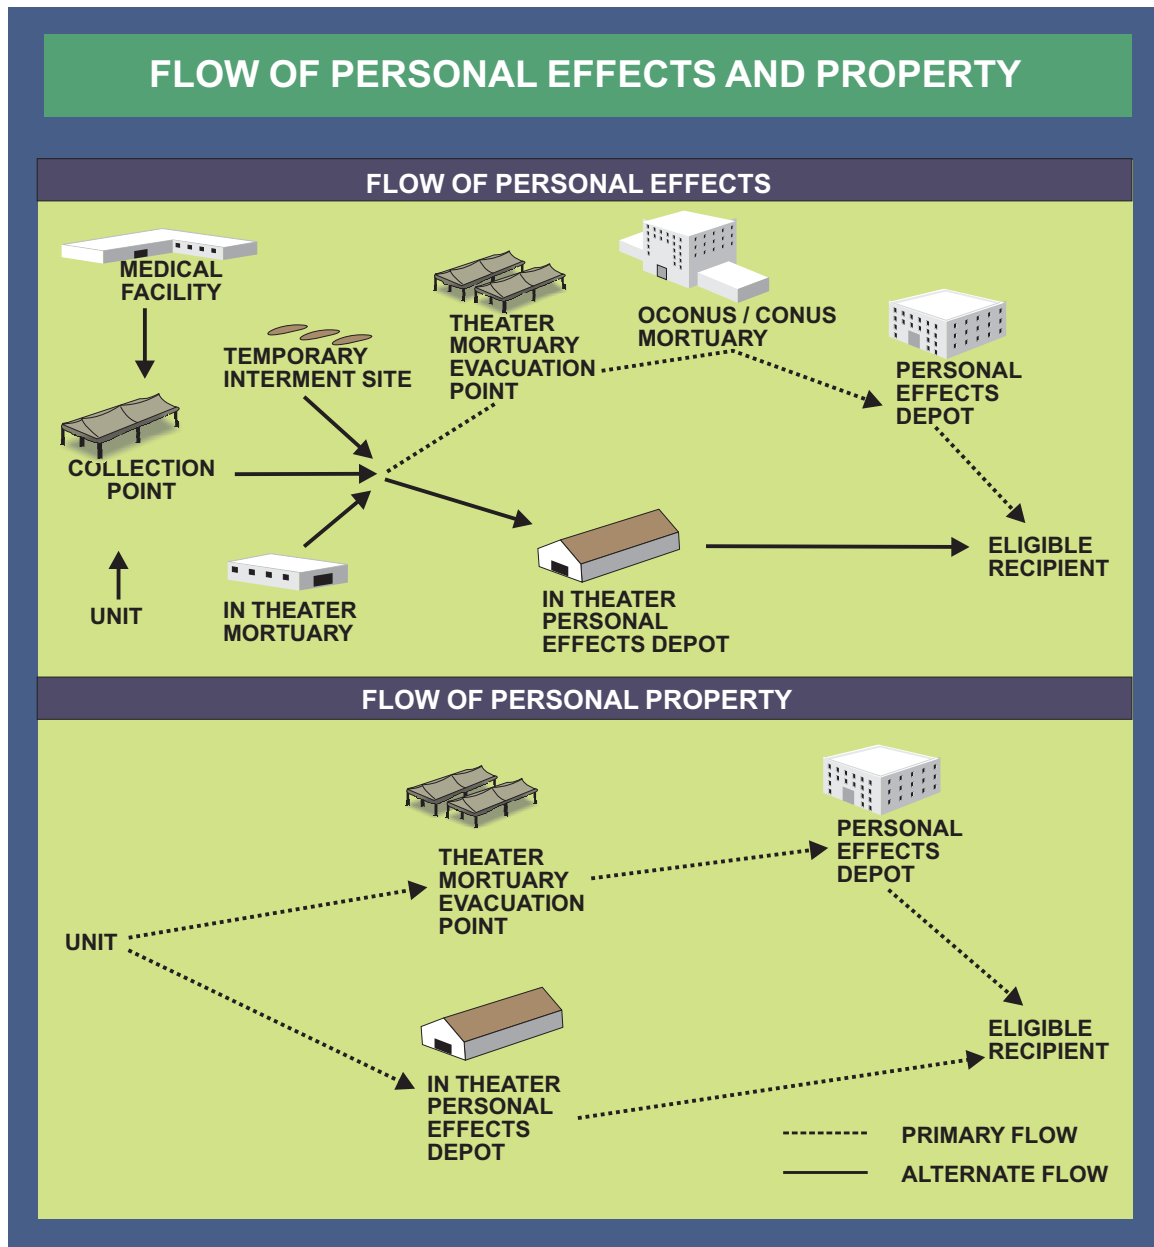 FLOW OF PERSONAL EFFECTS AND PROPERTY
FLOW OF PERSONAL EFFECTS
MEDICAL
FACILITY
TEMPORARY
INTERMENT SITE
THEATER
MORTUARY
EVACUATION
POINT
OCONUS / CONUS
MORTUARY
PERSONAL
EFFECTS
DEPOT
COLLECTION
POINT
UNIT
IN THEATER
MORTUARY
IN THEATER
PERSONAL
EFFECTS DEPOT
ELIGIBLE
RECIPIENT
FLOW OF PERSONAL PROPERTY
THEATER
MORTUARY
EVACUATION
POINT
PERSONAL
EFFECTS
DEPOT
UNIT
IN THEATER
PERSONAL
EFFECTS
DEPOT
ELIGIBLE
RECIPIENT
PRIMARY FLOW
ALTERNATE FLOW